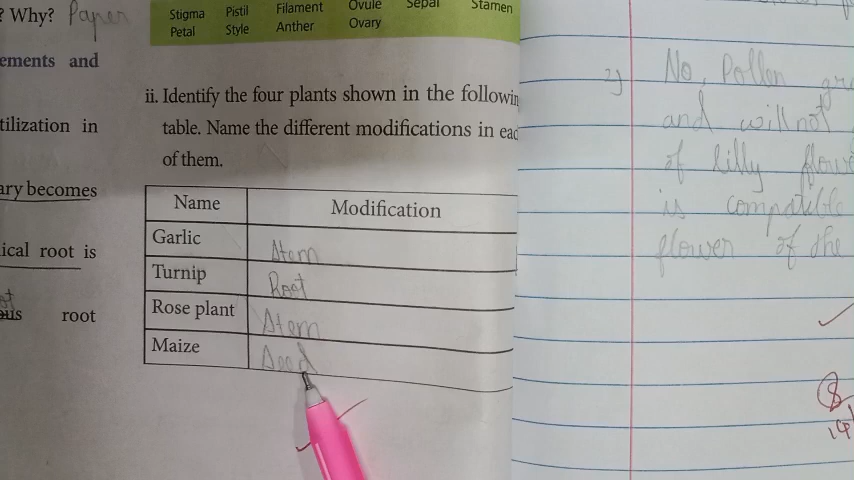 ? Why? Paper
ements and
tilization in
ary becomes
ical root is
root
Stigma Pistil Filament Ovule Sepal Stamen
Petal Style Anther Ovary
ii. Identify the four plants shown in the followin
table. Name the different modifications in eac
of them.
Name Modification
Garlic Stem
Turnip Root
Rose plant Stem
Maize Seed
2) No, Pollen gr
and will not
of lilly flow
is compatible
flower of the